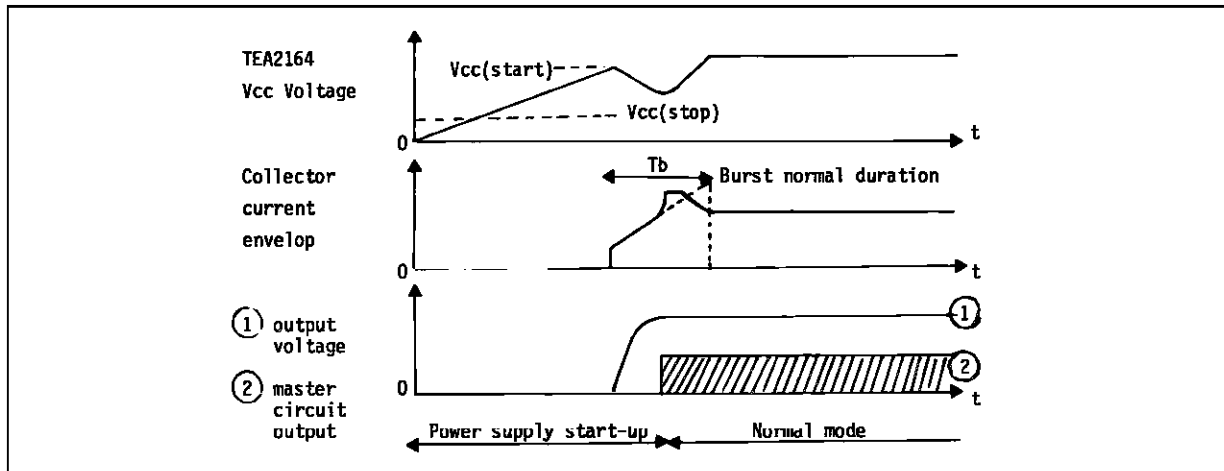 TEA2164
Vcc Voltage
Vcc(start)
Vcc(stop)
0
t
Collector
current
envelop
Tb
Burst normal duration
0
t
1 output
voltage
2 master
circuit
output
0
1
2
t
Power supply start-up
Normal mode